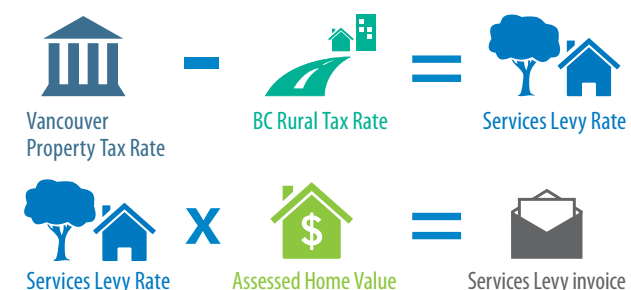 Vancouver
Property Tax Rate
BC Rural Tax Rate
Services Levy Rate
Services Levy Rate
X
$
Assessed Home Value
Services Levy invoice